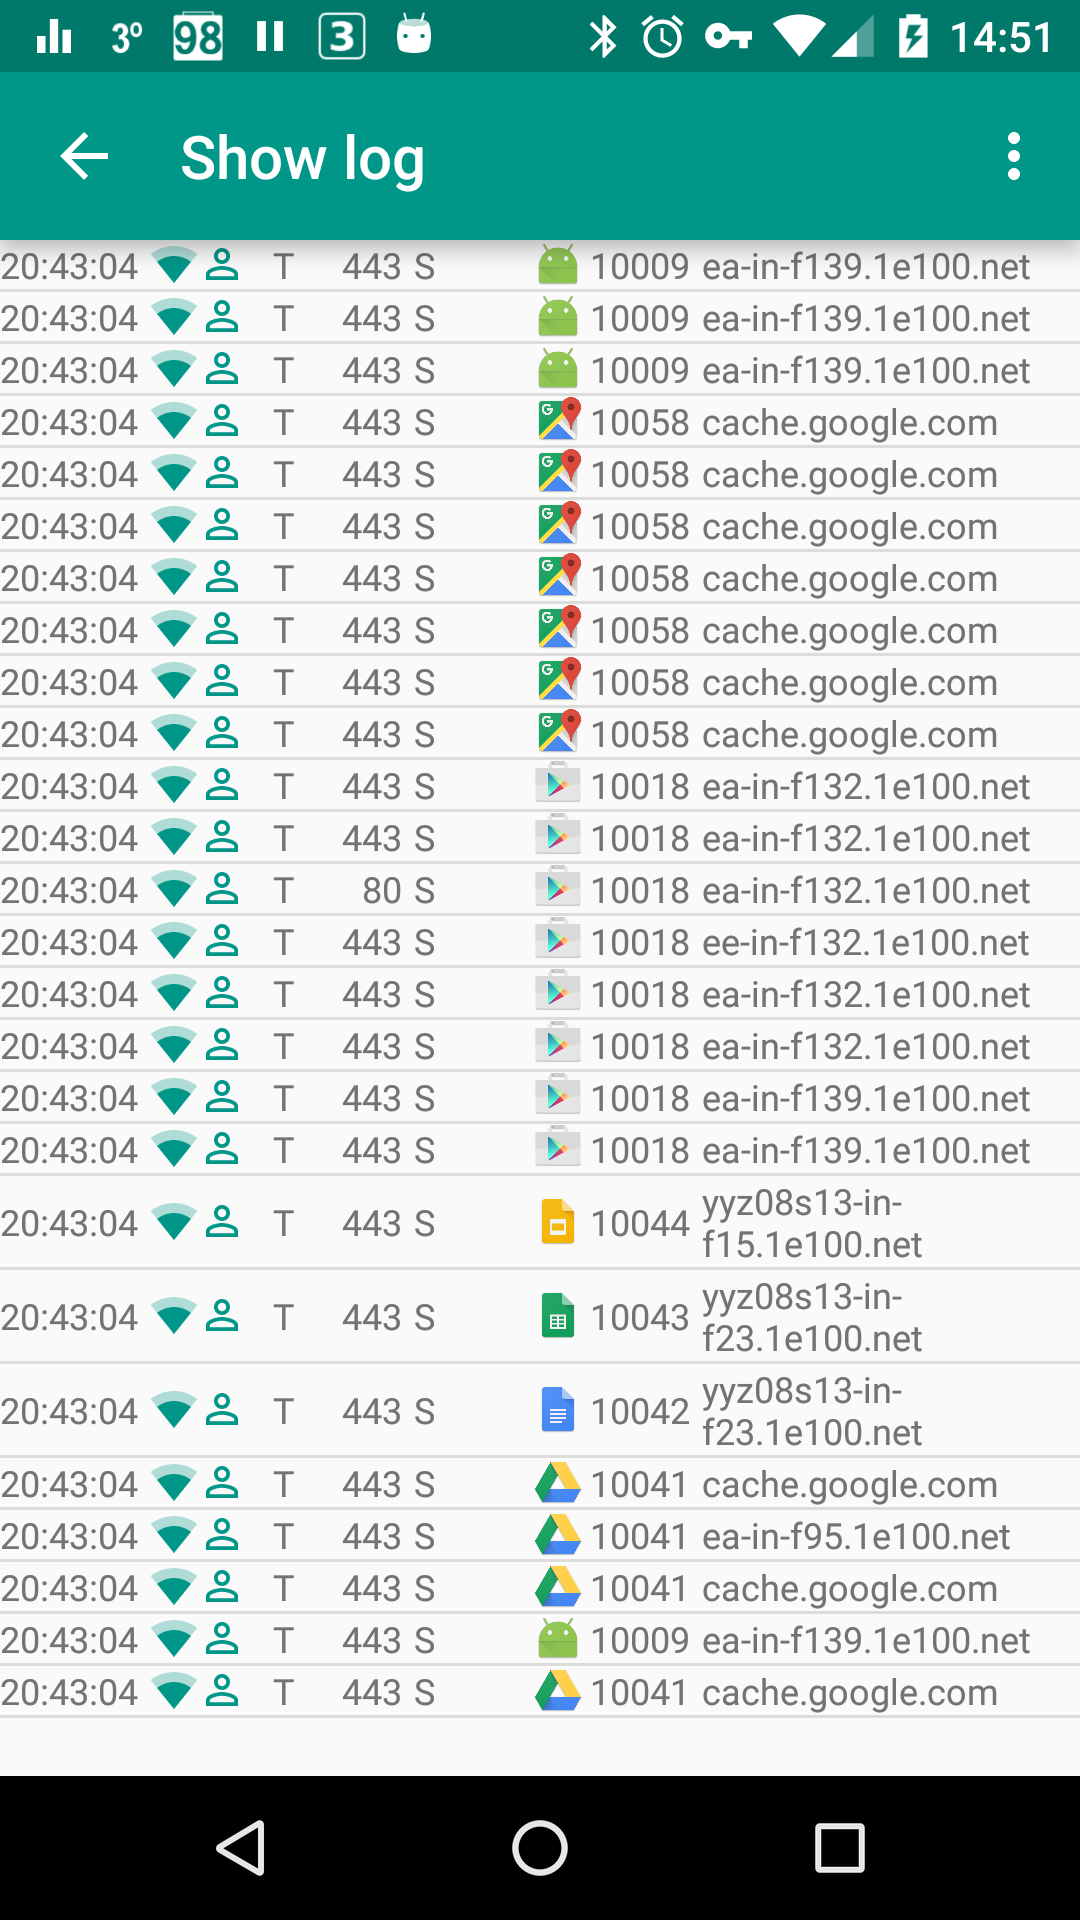 3º 98 3 14:51
Show log
20:43:04 T 443 S 10009 ea-in-f139.1e100.net
20:43:04 T 443 S 10009 ea-in-f139.1e100.net
20:43:04 T 443 S 10009 ea-in-f139.1e100.net
20:43:04 T 443 S 10058 cache.google.com
20:43:04 T 443 S 10058 cache.google.com
20:43:04 T 443 S 10058 cache.google.com
20:43:04 T 443 S 10058 cache.google.com
20:43:04 T 443 S 10058 cache.google.com
20:43:04 T 443 S 10058 cache.google.com
20:43:04 T 443 S 10058 cache.google.com
20:43:04 T 443 S 10018 ea-in-f132.1e100.net
20:43:04 T 443 S 10018 ea-in-f132.1e100.net
20:43:04 T 80 S 10018 ea-in-f132.1e100.net
20:43:04 T 443 S 10018 ee-in-f132.1e100.net
20:43:04 T 443 S 10018 ea-in-f132.1e100.net
20:43:04 T 443 S 10018 ea-in-f132.1e100.net
20:43:04 T 443 S 10018 ea-in-f139.1e100.net
20:43:04 T 443 S 10018 ea-in-f139.1e100.net
20:43:04 T 443 S 10044 yyz08s13-in-
f15.1e100.net
20:43:04 T 443 S 10043 yyz08s13-in-
f23.1e100.net
20:43:04 T 443 S 10042 yyz08s13-in-
f23.1e100.net
20:43:04 T 443 S 10041 cache.google.com
20:43:04 T 443 S 10041 ea-in-f95.1e100.net
20:43:04 T 443 S 10041 cache.google.com
20:43:04 T 443 S 10009 ea-in-f139.1e100.net
20:43:04 T 443 S 10041 cache.google.com